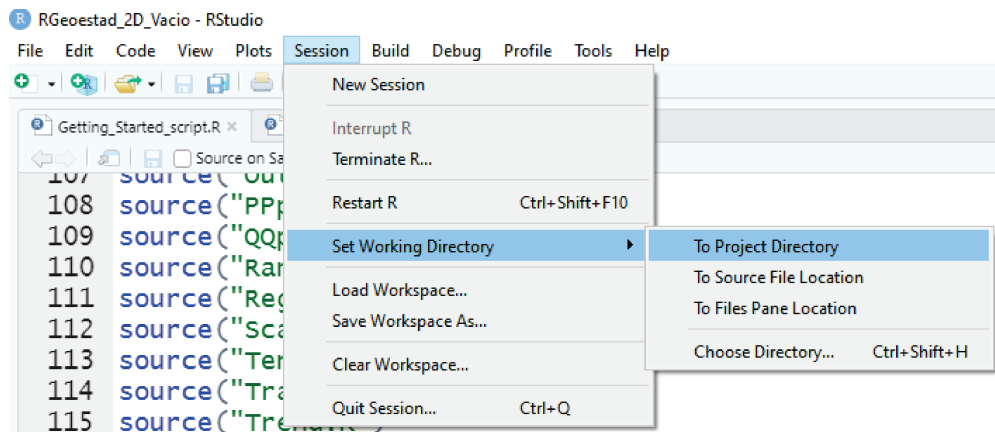 RGeoestad_2D_Vacio - RStudio
File Edit Code View Plots Session Build Debug Profile Tools Help
New Session
Getting_Started_script.R
Interrupt R
Source on Sa
Terminate R...
107 source("Out
108 source("PPp
Restart R Ctrl+Shift+F10
109 source("QQp
Set Working Directory To Project Directory
110 source("Ran
To Source File Location
111 source("Reg
Load Workspace...
To Files Pane Location
112 source("Sca
Save Workspace As...
113 source("Ter
Choose Directory... Ctrl+Shift+H
Clear Workspace...
114 source("Tra
115 source("Tre
Quit Session... Ctrl+Q